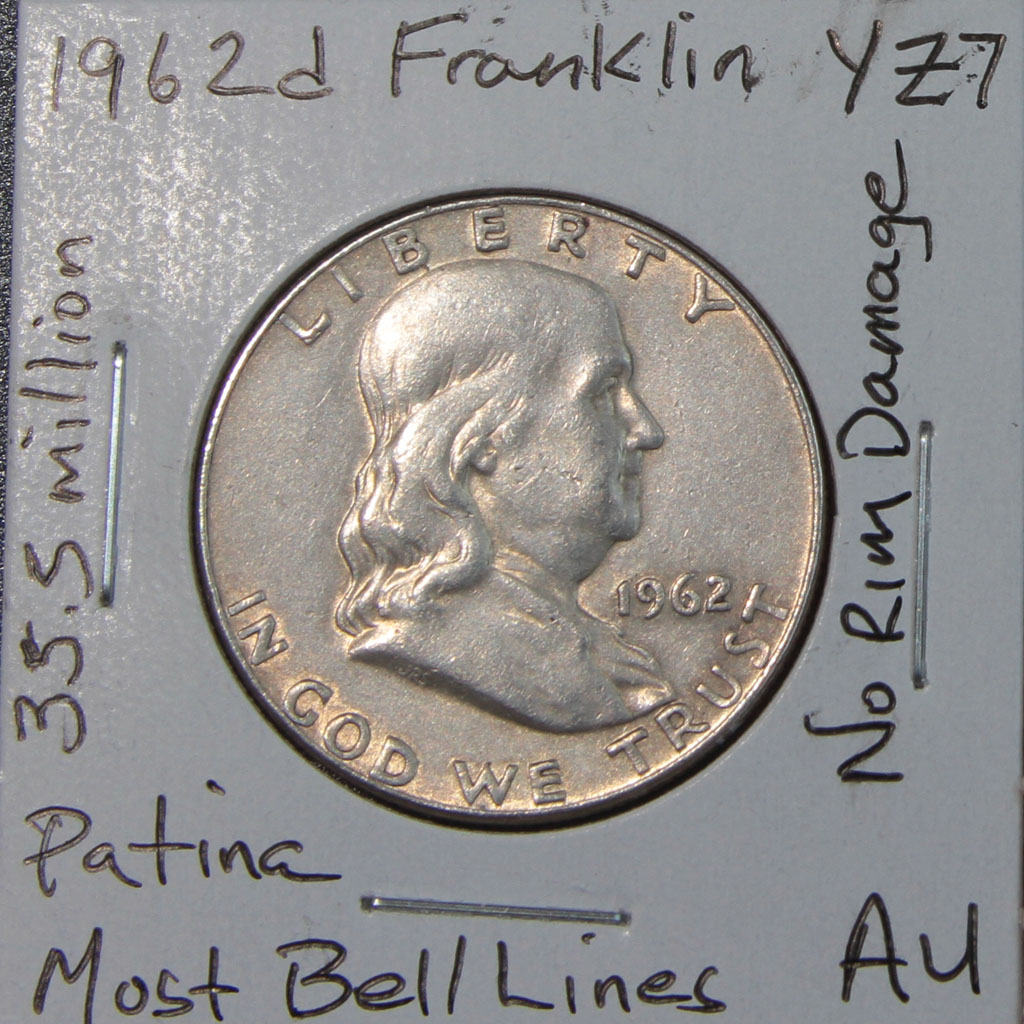 1962d Franklin YZ7
35.5 million
LIBERTY
1962
IN GOD WE TRUST
No Rim Damage
Patina
Most Bell Lines
AU